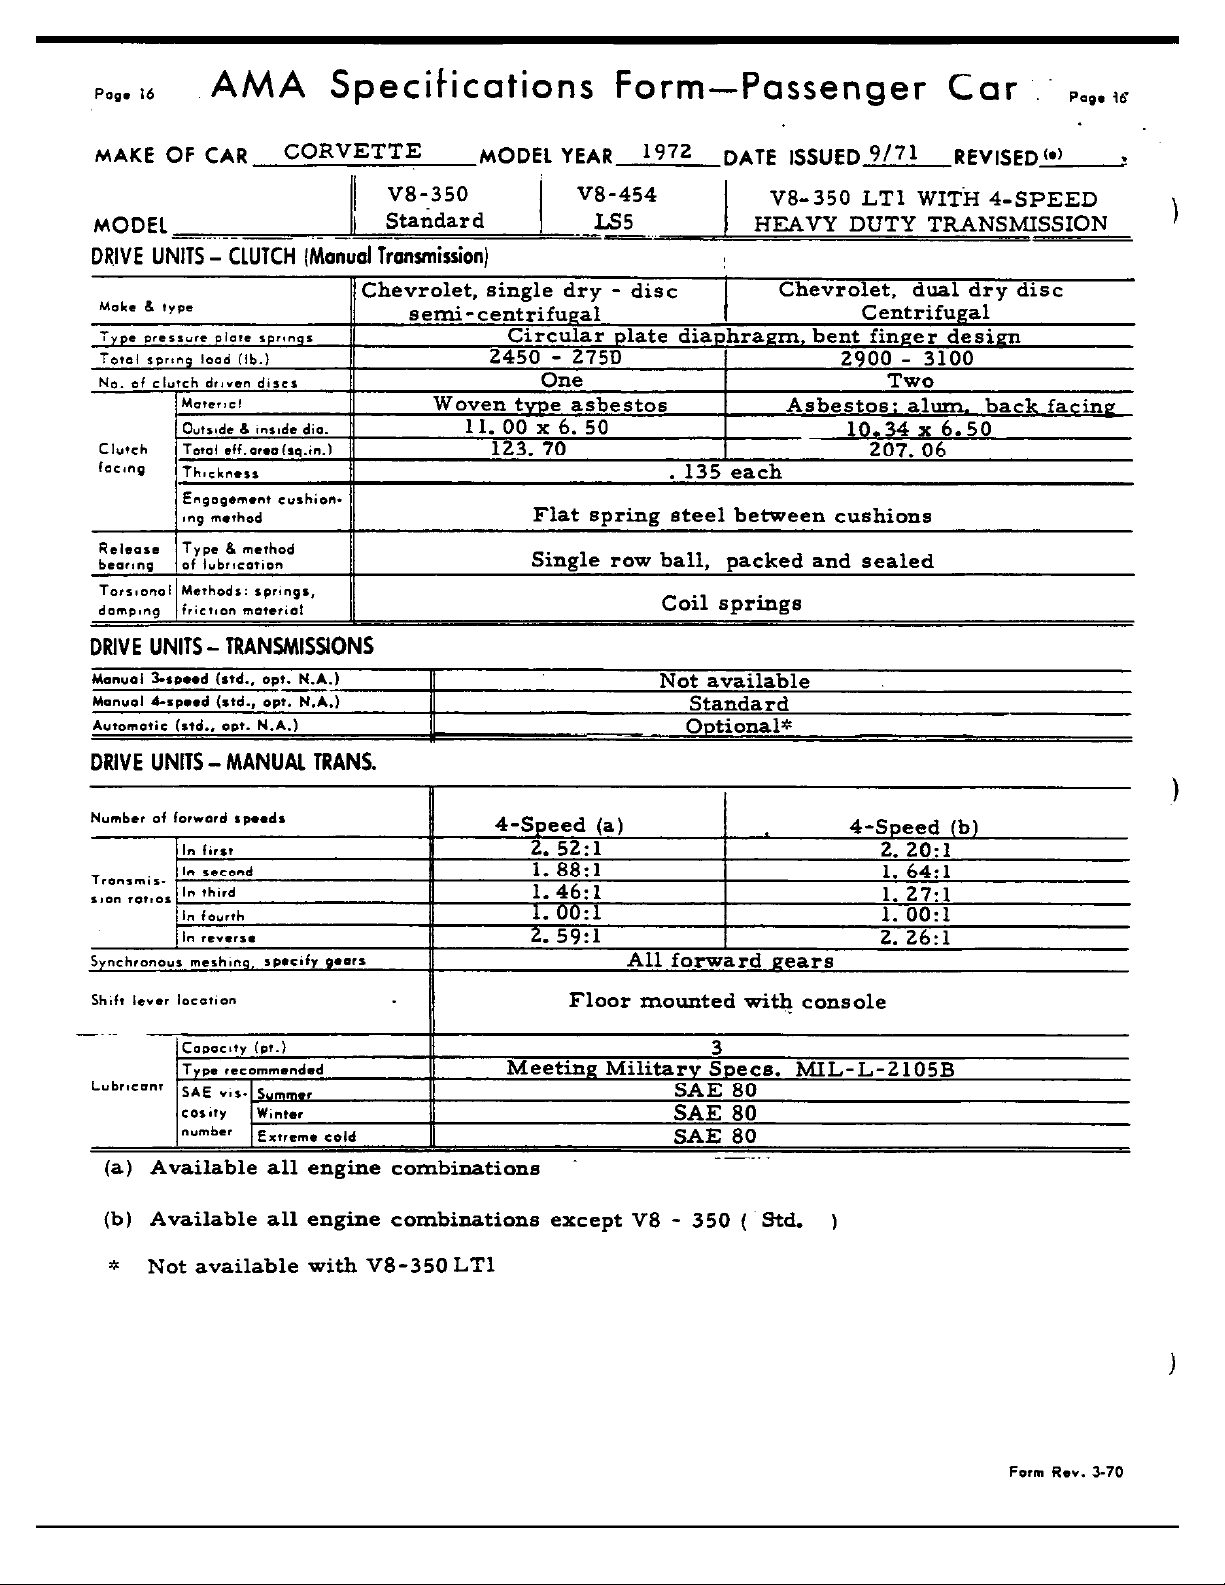 Page 16 AMA Specifications Form—Passenger Car Page 16
MAKE OF CAR CORVETTE MODEL YEAR 1972 DATE ISSUED 9/71 REVISED (•)
V8-350 V8-454 V8-350 LT1 WITH 4-SPEED
MODEL Standard LS5 HEAVY DUTY TRANSMISSION
DRIVE UNITS – CLUTCH (Manual Transmission)
Make & type Chevrolet, single dry - disc Chevrolet, dual dry disc
semi-centrifugal Centrifugal
Type pressure plate springs Circular plate diaphragm, bent finger design
Total spring load (lb.) 2450 - 2750 2900 - 3100
No. of clutch driven discs One Two
Material Woven type asbestos Asbestos: alum. back facing
Outside & inside dia. 11.00 x 6.50 10.34 x 6.50
Clutch Total eff. area (sq.in.) 123.70 207.06
facing Thickness .135 each
Engagement cushion-
ing method Flat spring steel between cushions
Release Type & method
bearing of lubrication Single row ball, packed and sealed
Torsional Methods: springs,
damping friction material Coil springs
DRIVE UNITS – TRANSMISSIONS
Manual 3-speed (std., opt. N.A.) Not available
Manual 4-speed (std., opt. N.A.) Standard
Automatic (std., opt. N.A.) Optional*
DRIVE UNITS – MANUAL TRANS.
Number of forward speeds 4-Speed (a) 4-Speed (b)
In first 2.52:1 2.20:1
In second 1.88:1 1.64:1
Transmis-
sion ratios In third 1.46:1 1.27:1
In fourth 1.00:1 1.00:1
In reverse 2.59:1 2.26:1
Synchronous meshing, specify gears All forward gears
Shift lever location Floor mounted with console
Capacity (pt.) 3
Type recommended Meeting Military Specs. MIL-L-2105B
Lubricant SAE vis- Summer SAE 80
cosity Winter SAE 80
number Extreme cold SAE 80
(a) Available all engine combinations
(b) Available all engine combinations except V8 - 350 ( Std. )
* Not available with V8-350 LT1
Form Rev. 3-70